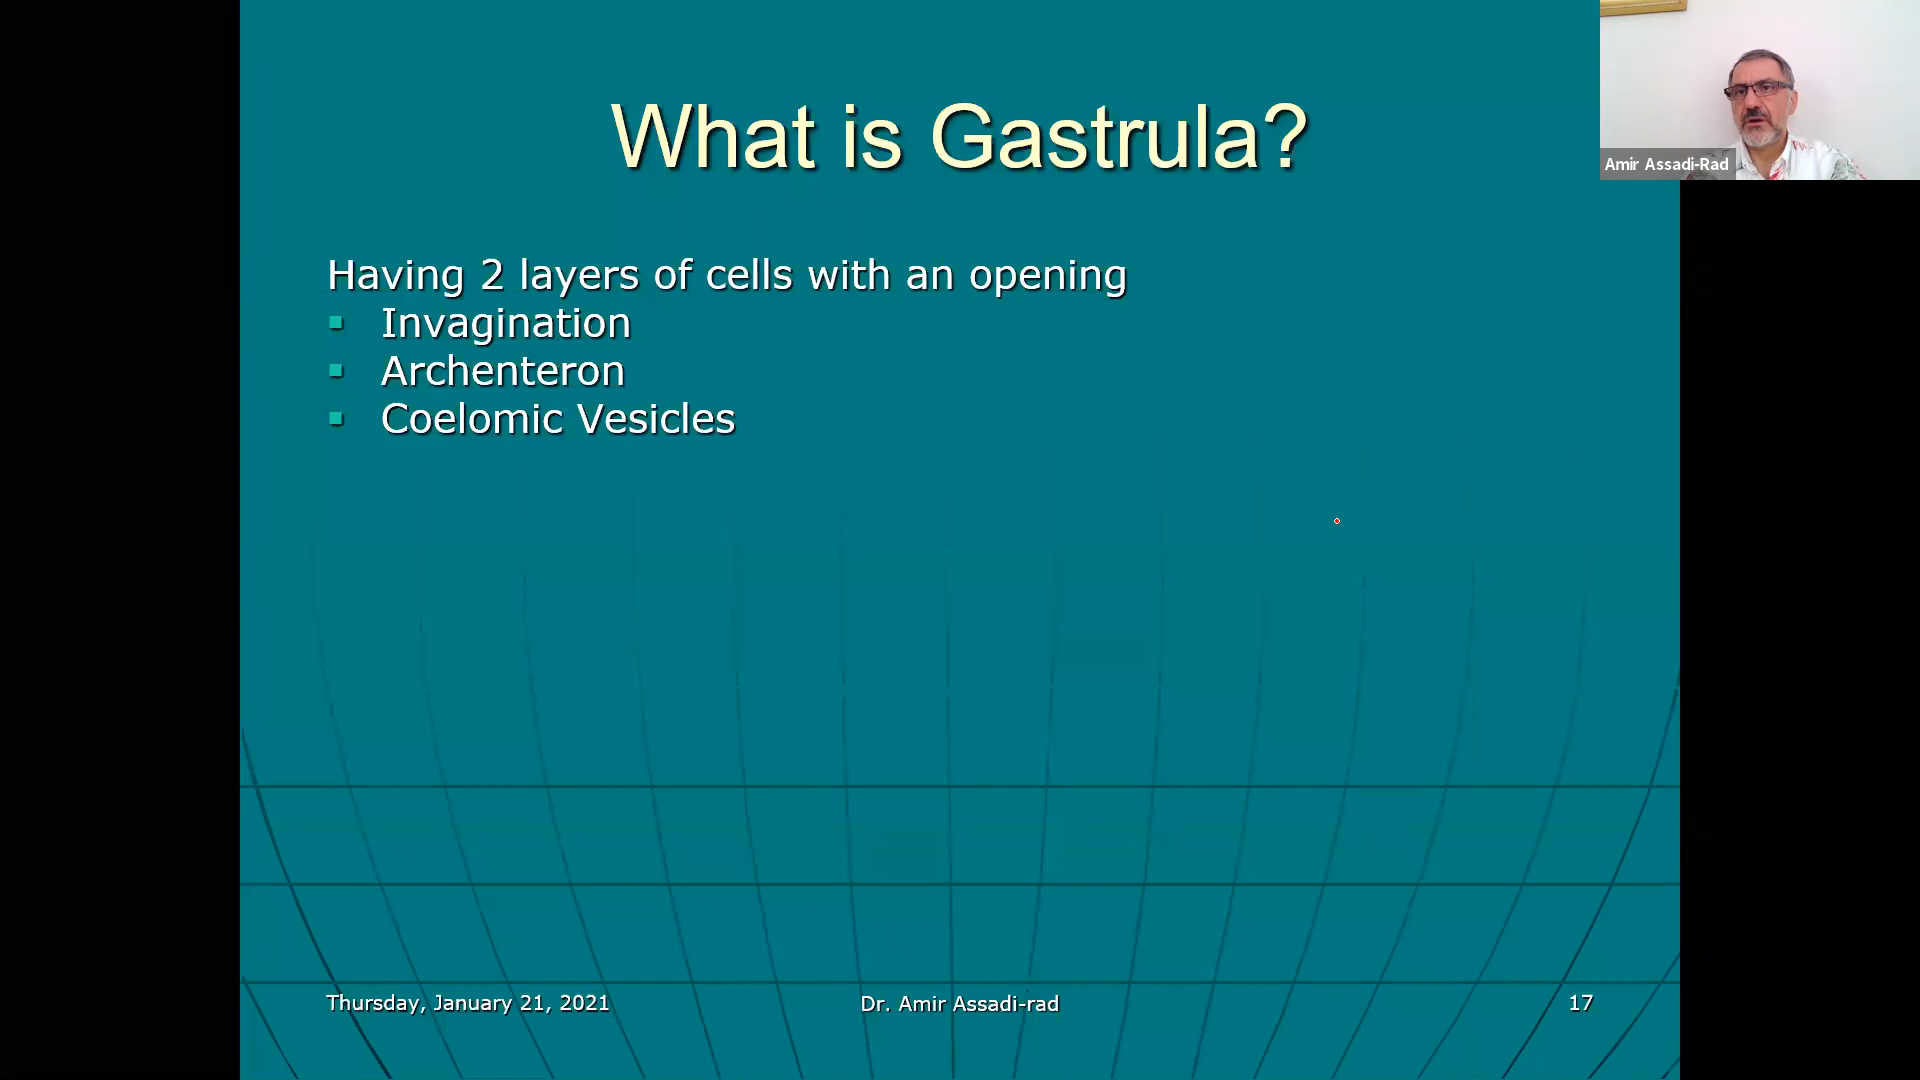 What is Gastrula?
Amir Assadi-Rad
Having 2 layers of cells with an opening
Invagination
Archenteron
Coelomic Vesicles
Thursday, January 21, 2021
Dr. Amir Assadi-rad
17